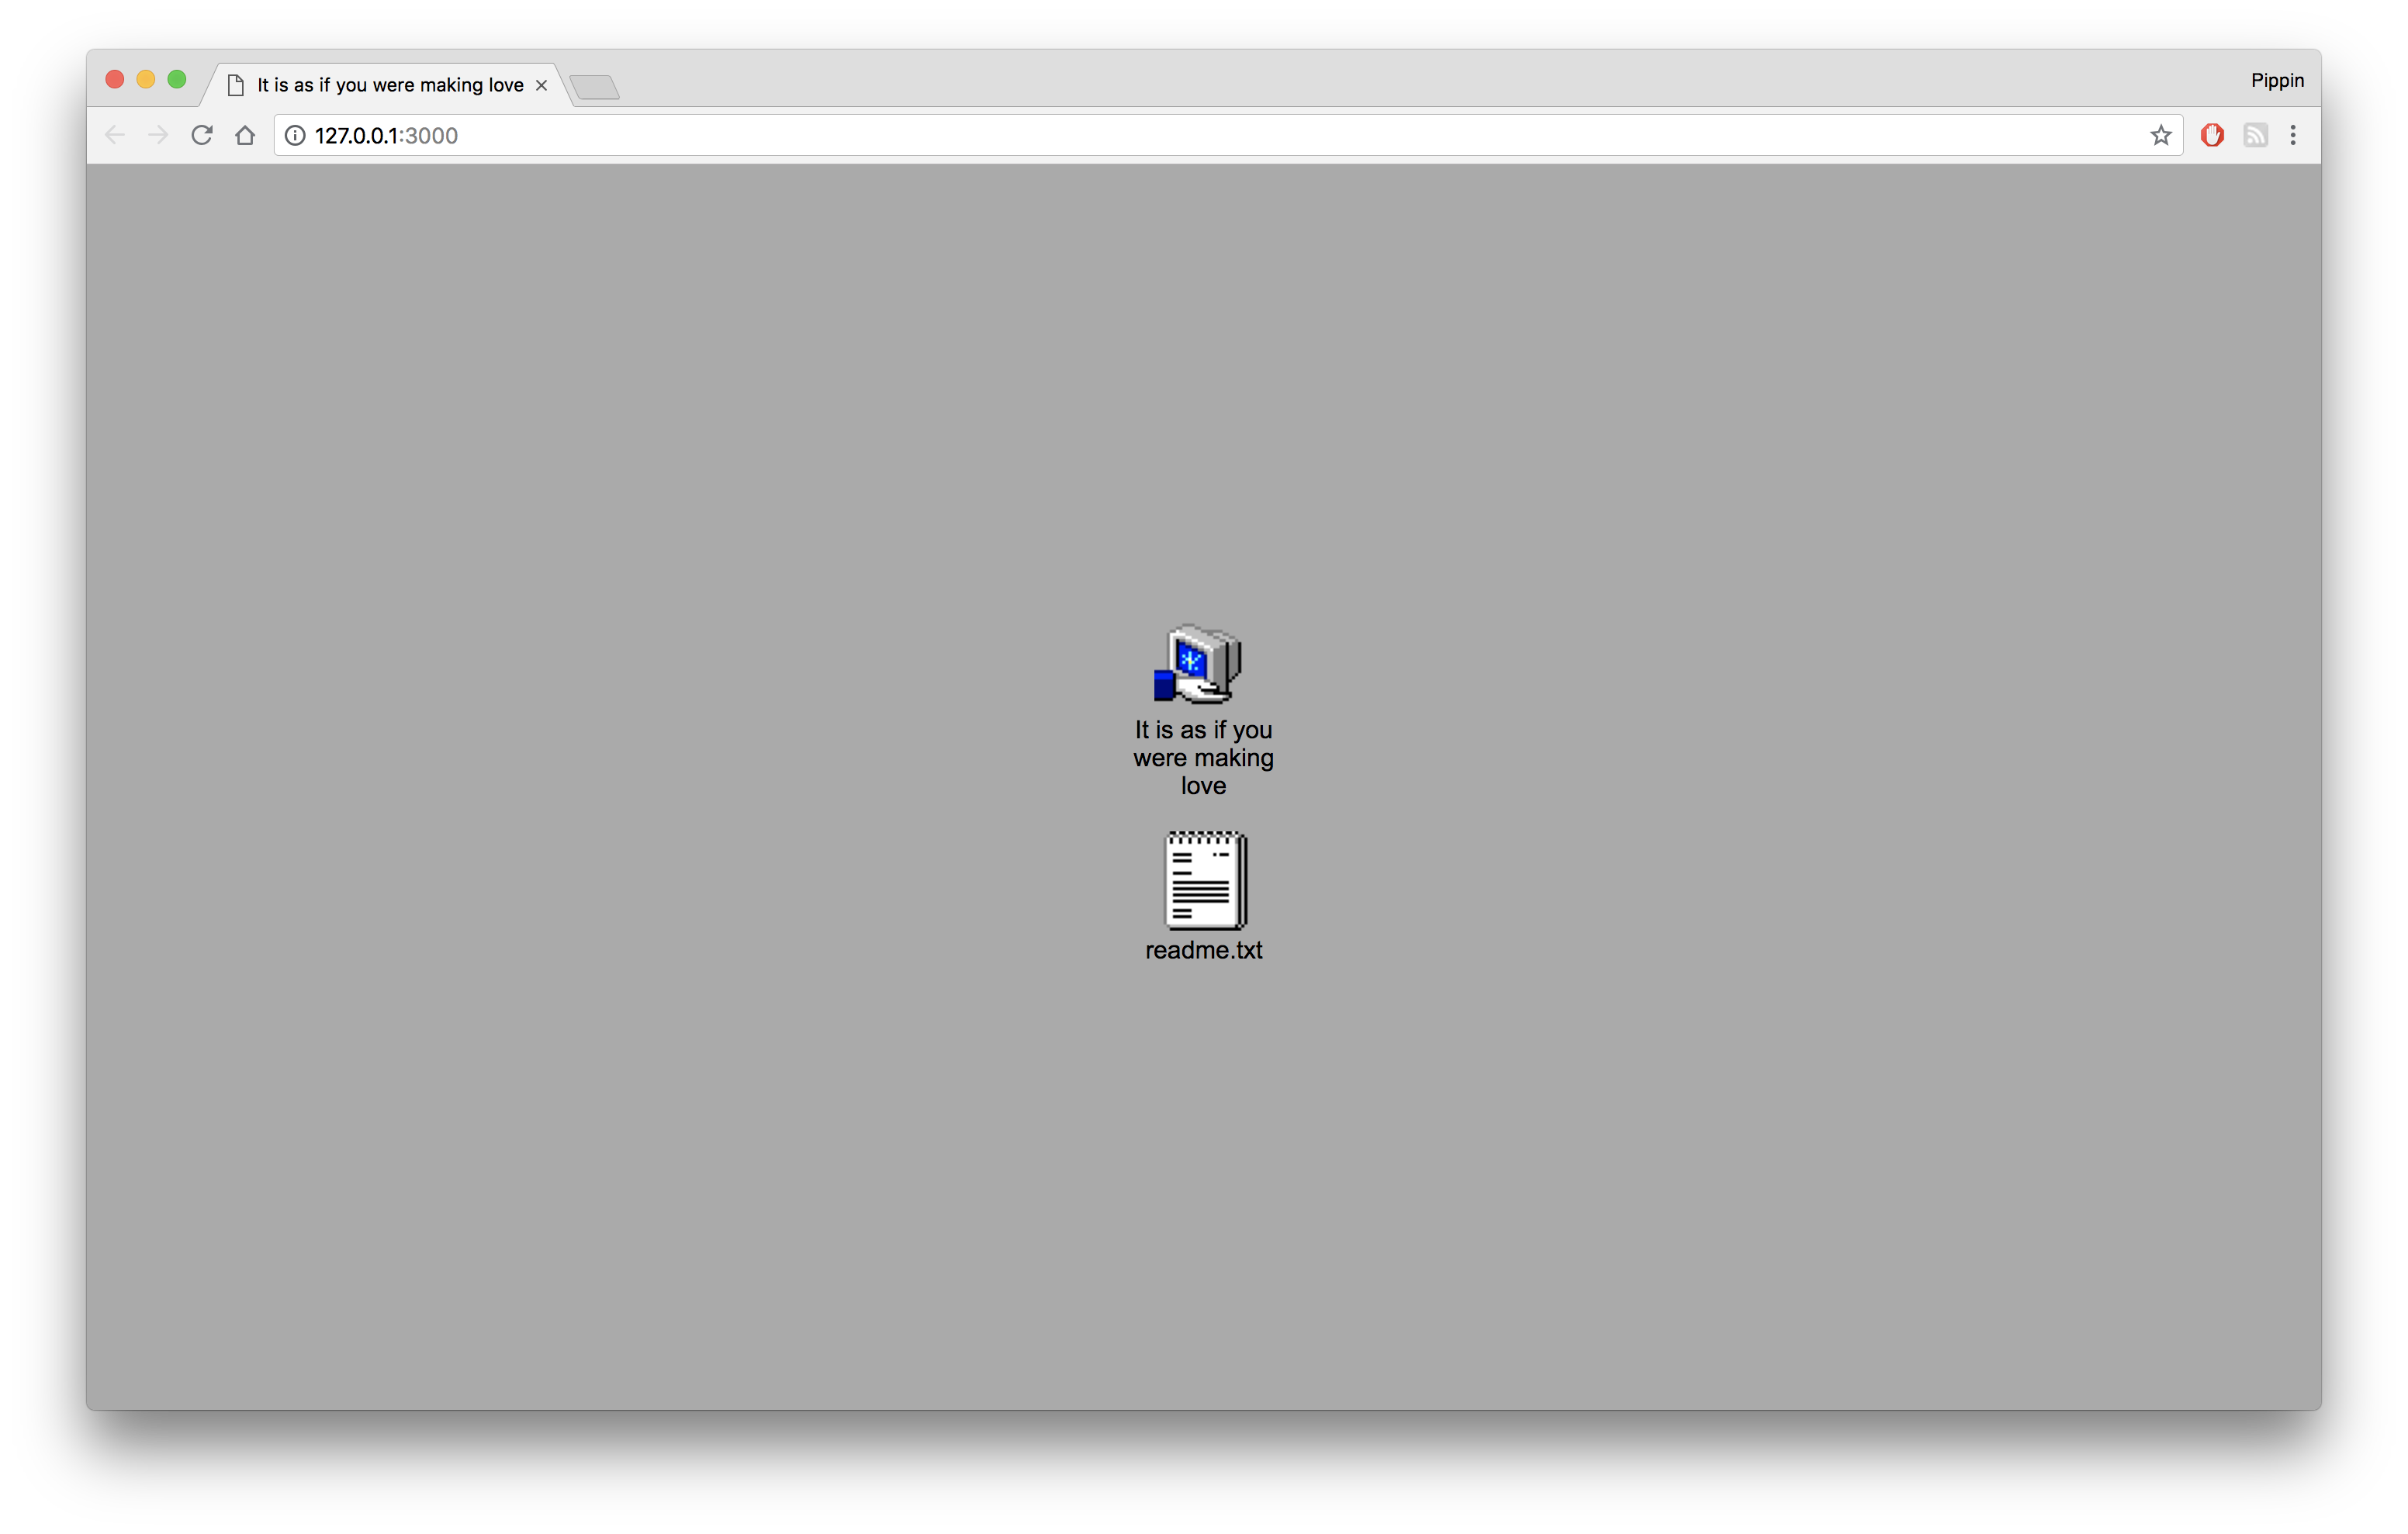 It is as if you were making love
Pippin
127.0.0.1:3000
It is as if you
were making
love
readme.txt